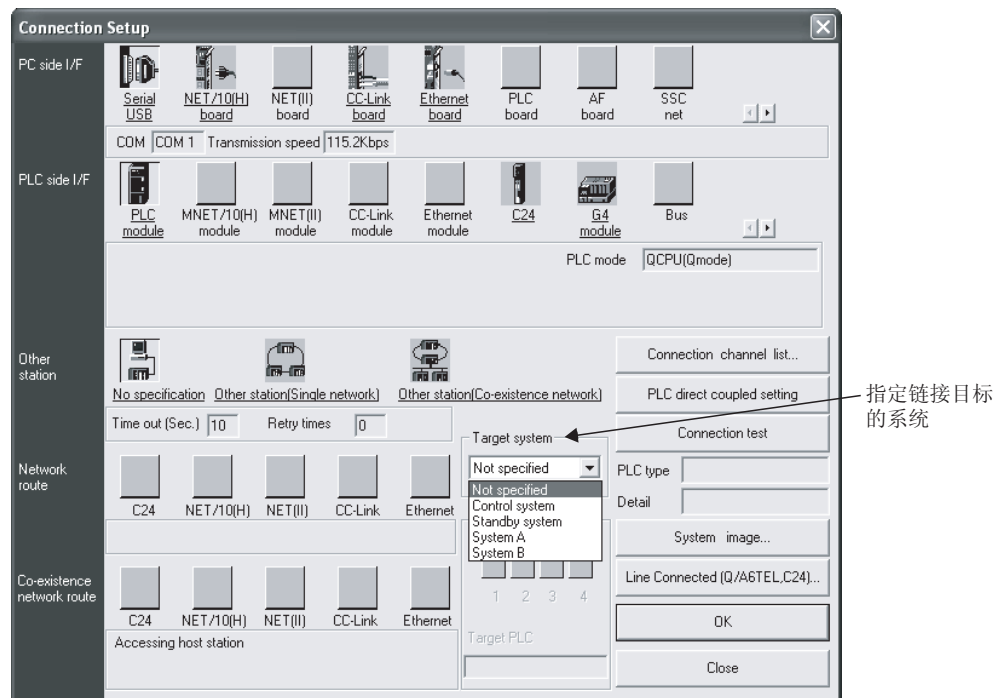 Connection Setup
PC side I/F
Serial
USB
NET/10(H)
board
NET(II)
board
CC-Link
board
Ethernet
board
PLC
board
AF
board
SSC
net
COM COM 1 Transmission speed 115.2Kbps
PLC side I/F
PLC
module
MNET/10(H)
module
MNET(II)
module
CC-Link
module
Ethernet
module
C24
G4
module
Bus
PLC mode QCPU(Qmode)
Other
station
No specification
Other station(Single network)
Other station(Co-existence network)
Time out (Sec.) 10 Retry times 0
Connection channel list...
PLC direct coupled setting
Connection test
指定链接目标
的系统
Target system
Not specified
Not specified
Control system
Standby system
System A
System B
PLC type
Detail
System image...
Line Connected (Q/A6TEL,C24)...
OK
Close
Network
route
C24 NET/10(H) NET(II) CC-Link Ethernet
Co-existence
network route
C24 NET/10(H) NET(II) CC-Link Ethernet
1 2 3 4
Target PLC
Accessing host station